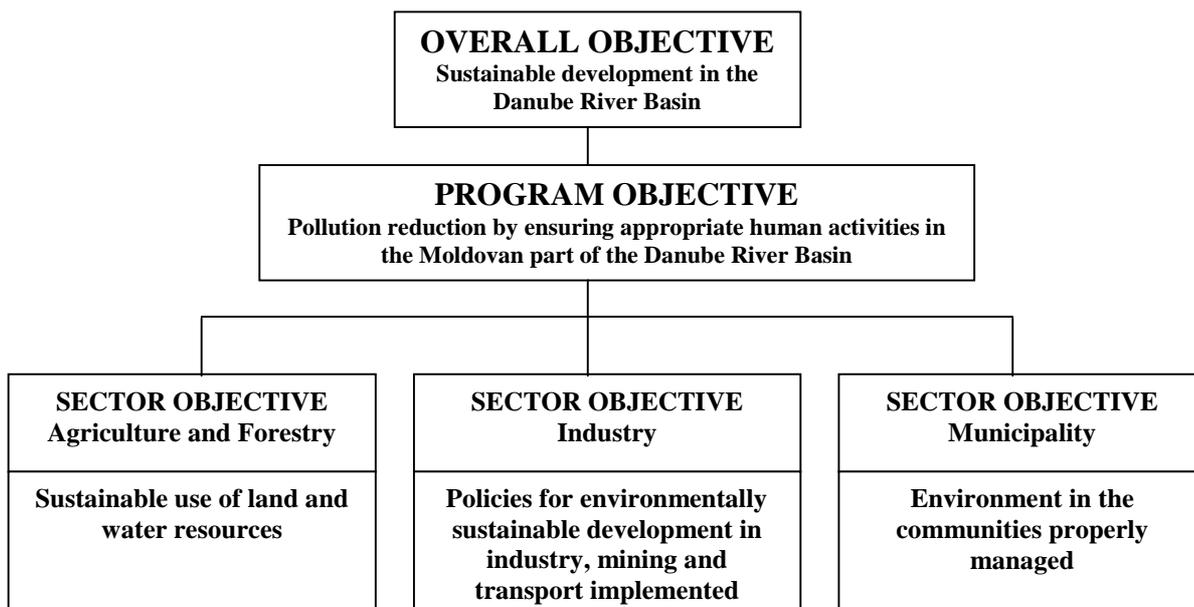 OVERALL OBJECTIVE
Sustainable development in the
Danube River Basin
PROGRAM OBJECTIVE
Pollution reduction by ensuring appropriate human activities in
the Moldovan part of the Danube River Basin
SECTOR OBJECTIVE
Agriculture and Forestry
Sustainable use of land and
water resources
SECTOR OBJECTIVE
Industry
Policies for environmentally
sustainable development in
industry, mining and
transport implemented
SECTOR OBJECTIVE
Municipality
Environment in the
communities properly
managed